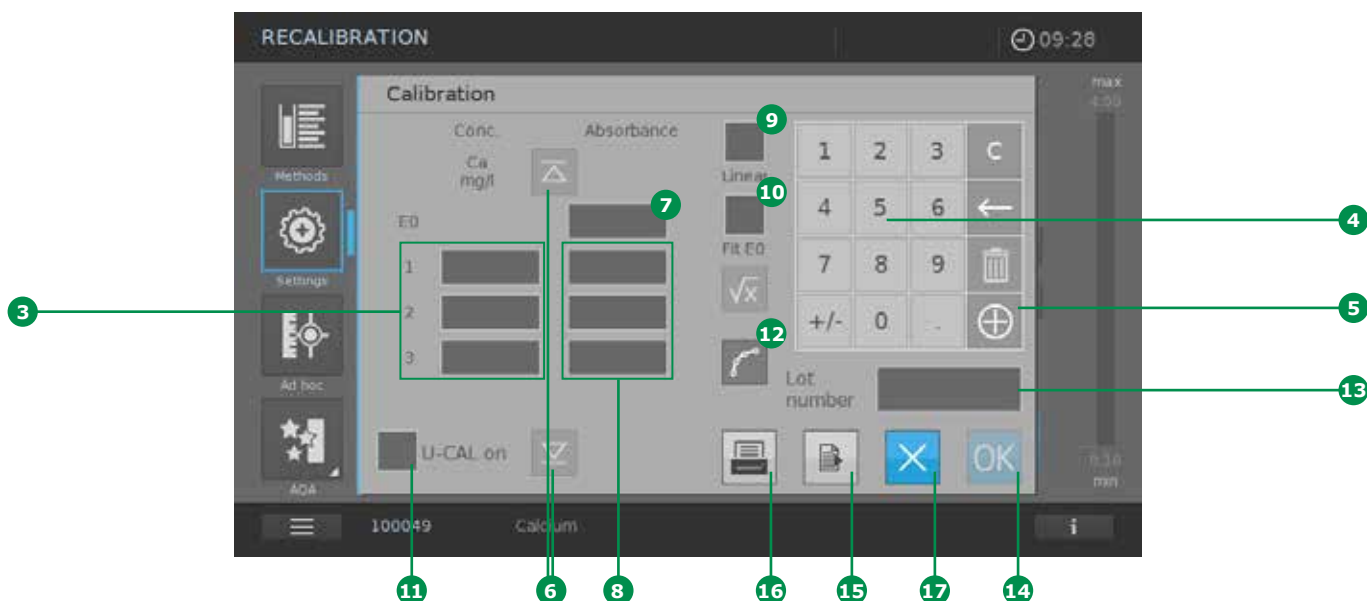 RECALIBRATION
09:28
Calibration
max
4.00
Conc.
Absorbance
9
Ca
mg/l
Linear
Methods
E0
7
10
Fit E0
1
2
3
C
4
5
6
4
7
8
9
+/-
0
.
5
Settings
3
1
2
3
√x
12
Ad hoc
Lot
number
13
U-CAL on
OK
AQA
min
100049
Calcium
i
11
6
8
16
15
17
14